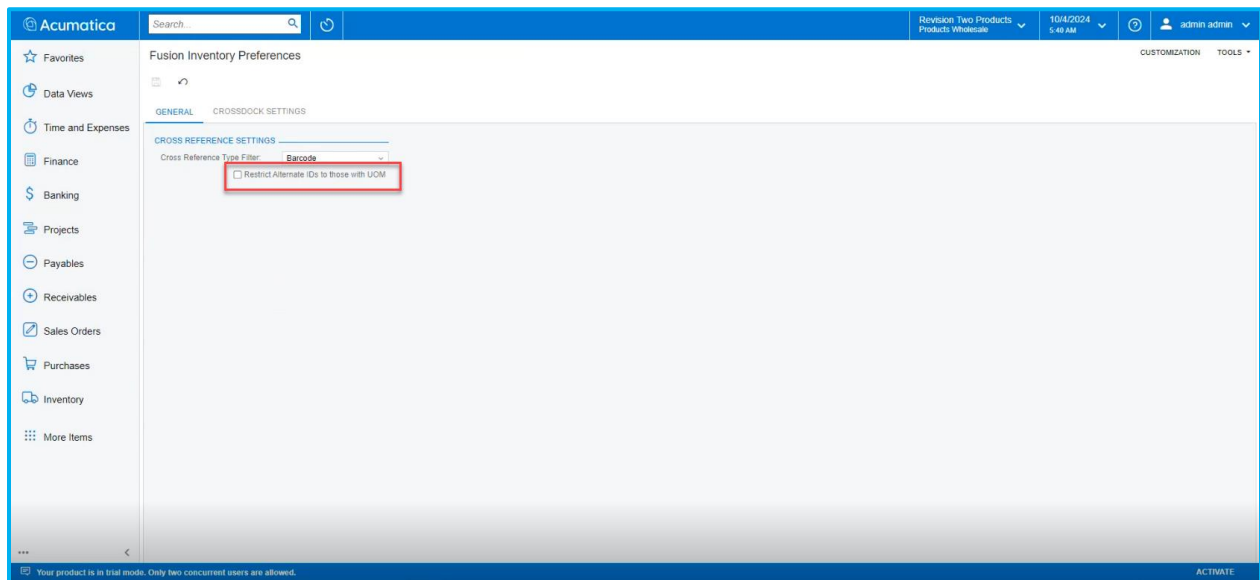 Acumatica
Search...
Revision Two Products
Products Wholesale
10/4/2024
5:40 AM
admin admin
Favorites
Data Views
Time and Expenses
Finance
Banking
Projects
Payables
Receivables
Sales Orders
Purchases
Inventory
More Items
Fusion Inventory Preferences
CUSTOMIZATION TOOLS
GENERAL CROSSDOCK SETTINGS
CROSS REFERENCE SETTINGS
Cross Reference Type Filter: Barcode
Restrict Alternate IDs to those with UOM
Your product is in trial mode. Only two concurrent users are allowed.
ACTIVATE